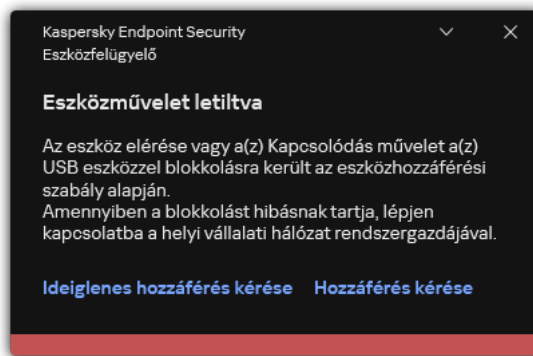 Kaspersky Endpoint Security
Eszközfelügyelő
Eszközművelet letiltva
Az eszköz elérése vagy a(z) Kapcsolódás művelet a(z)
USB eszközzel blokkolásra került az eszközhozzáférési
szabály alapján.
Amennyiben a blokkolást hibásnak tartja, lépjen
kapcsolatba a helyi vállalati hálózat rendszergazdájával.
Ideiglenes hozzáférés kérése Hozzáférés kérése